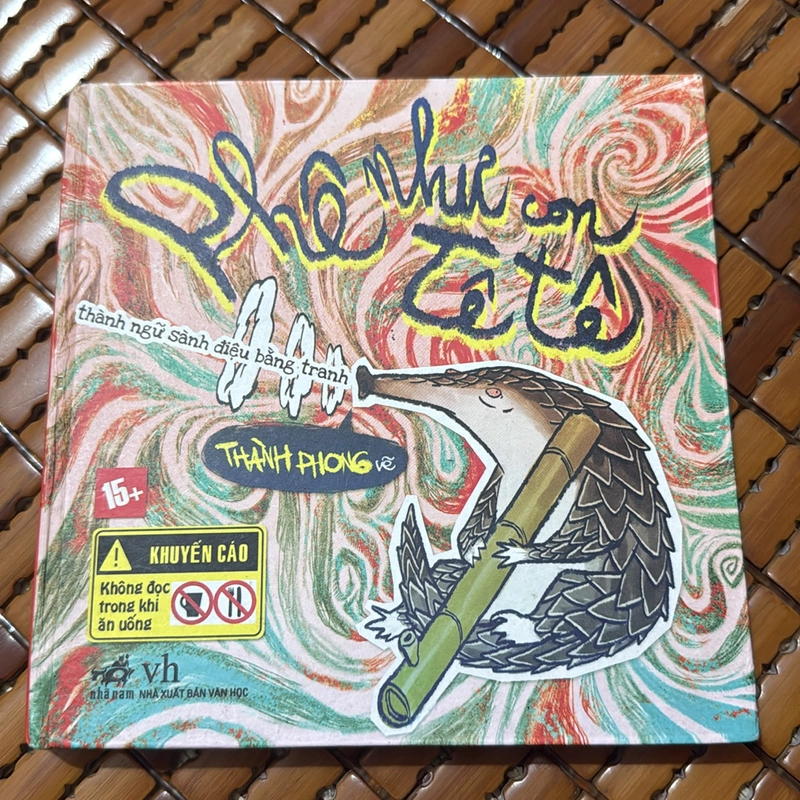 Phê như con
tê tê
thành ngữ sành điệu bằng tranh
THÀNH PHONG vẽ
15+
KHUYẾN CÁO
Không đọc
trong khi
ăn uống
vh
nhã nam NHÀ XUẤT BẢN VĂN HỌC